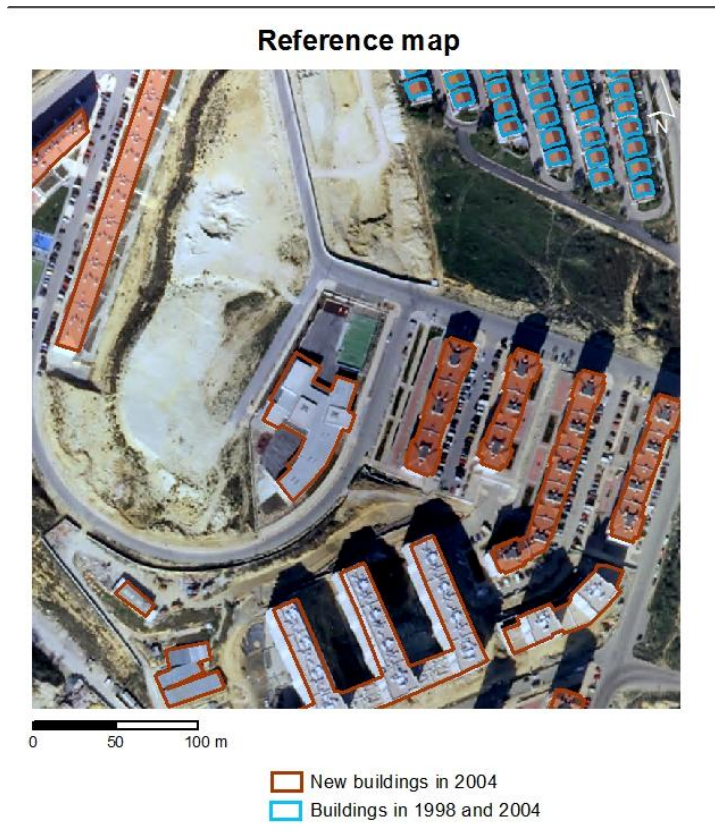 Reference map
N
0 50 100 m
New buildings in 2004
Buildings in 1998 and 2004